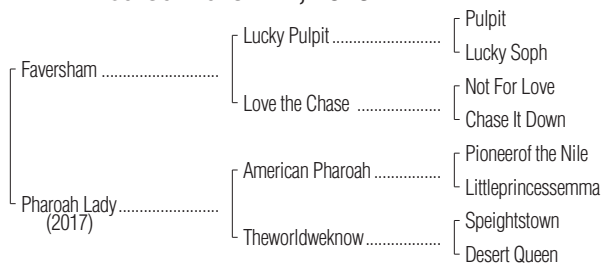 Pulpit
Lucky Pulpit
Lucky Soph
Faversham
Not For Love
Love the Chase
Chase It Down
Pioneerof the Nile
American Pharoah
Littleprincessemma
Pharoah Lady
(2017)
Speightstown
Theworldweknow
Desert Queen